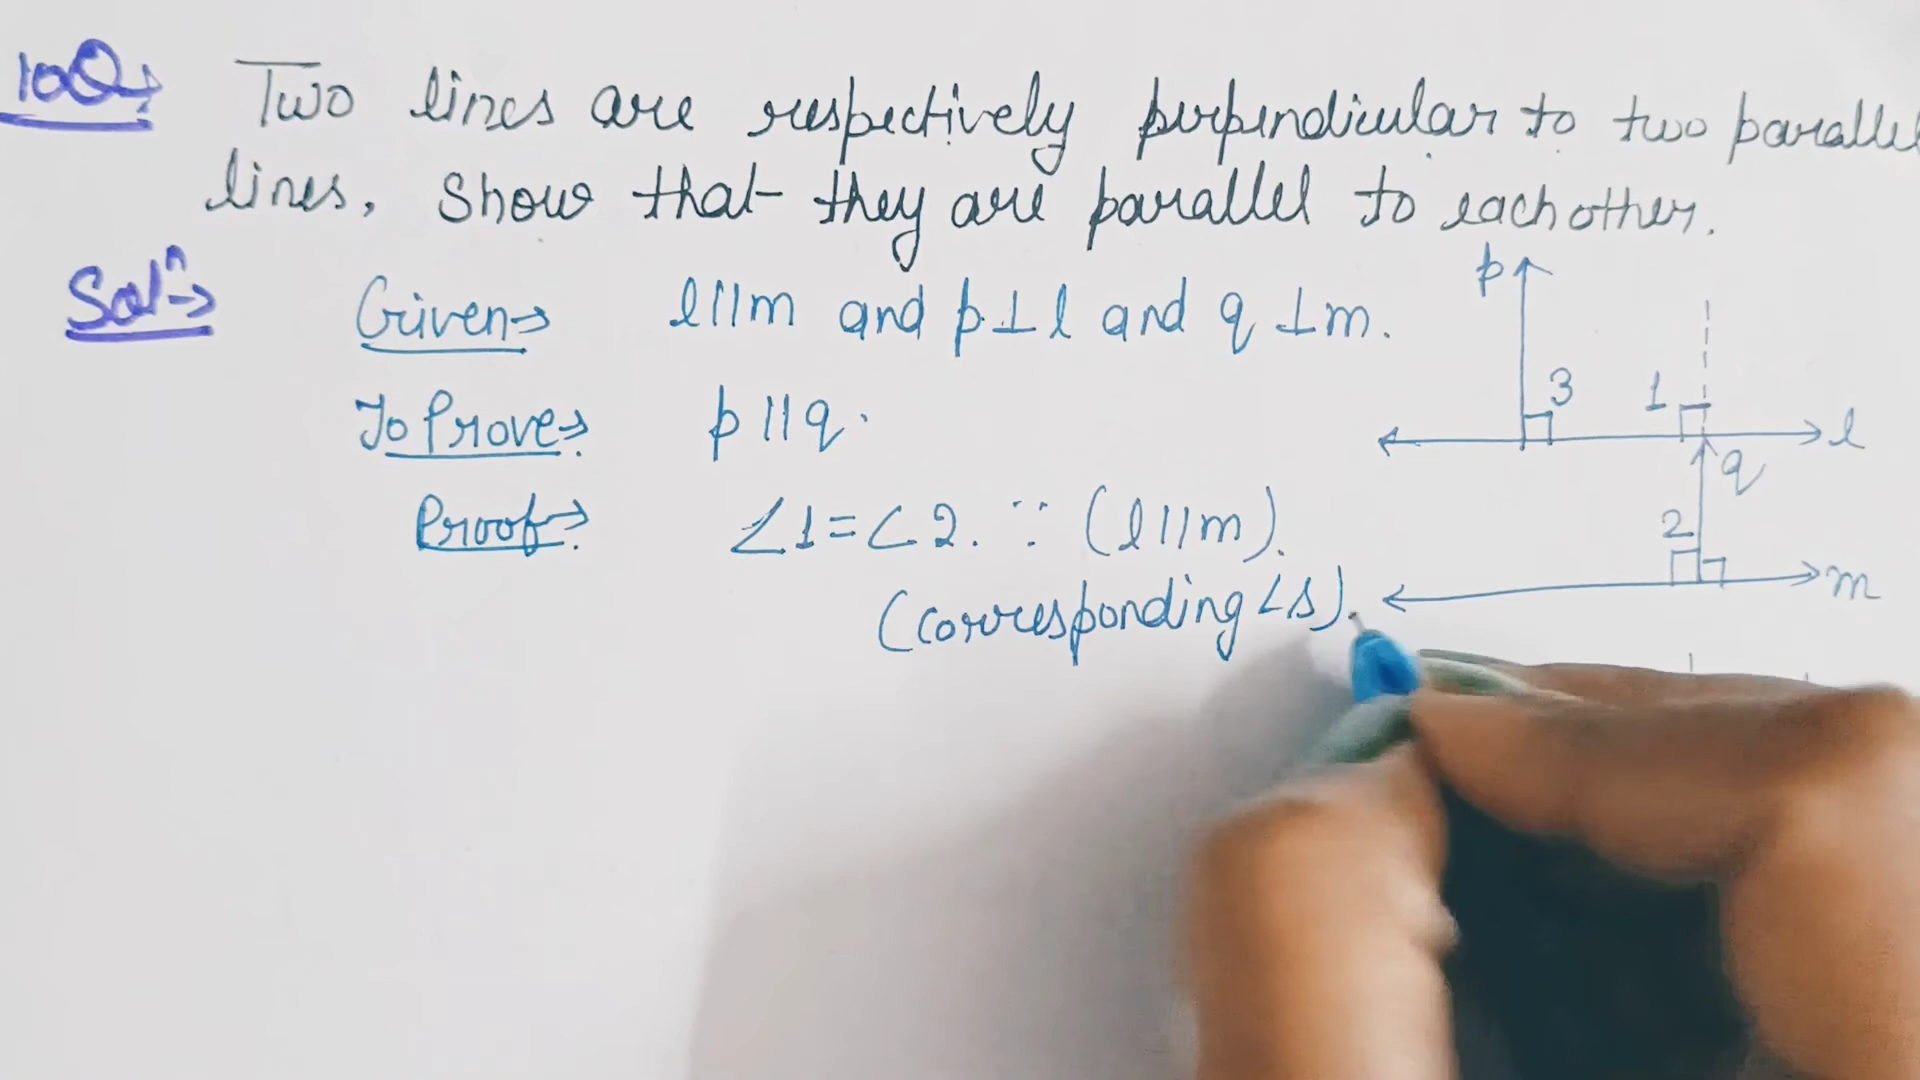 10Q→ Two lines are respectively perpendicular to two parallel
lines. Show that they are parallel to each other.
Solⁿ→ Given→ l||m and p⊥l and q⊥m.
To Prove→ p||q.
Proof→ ∠1=∠2. ∵ (l||m).
(corresponding ∠s).
p
3 1
l
q
2
m